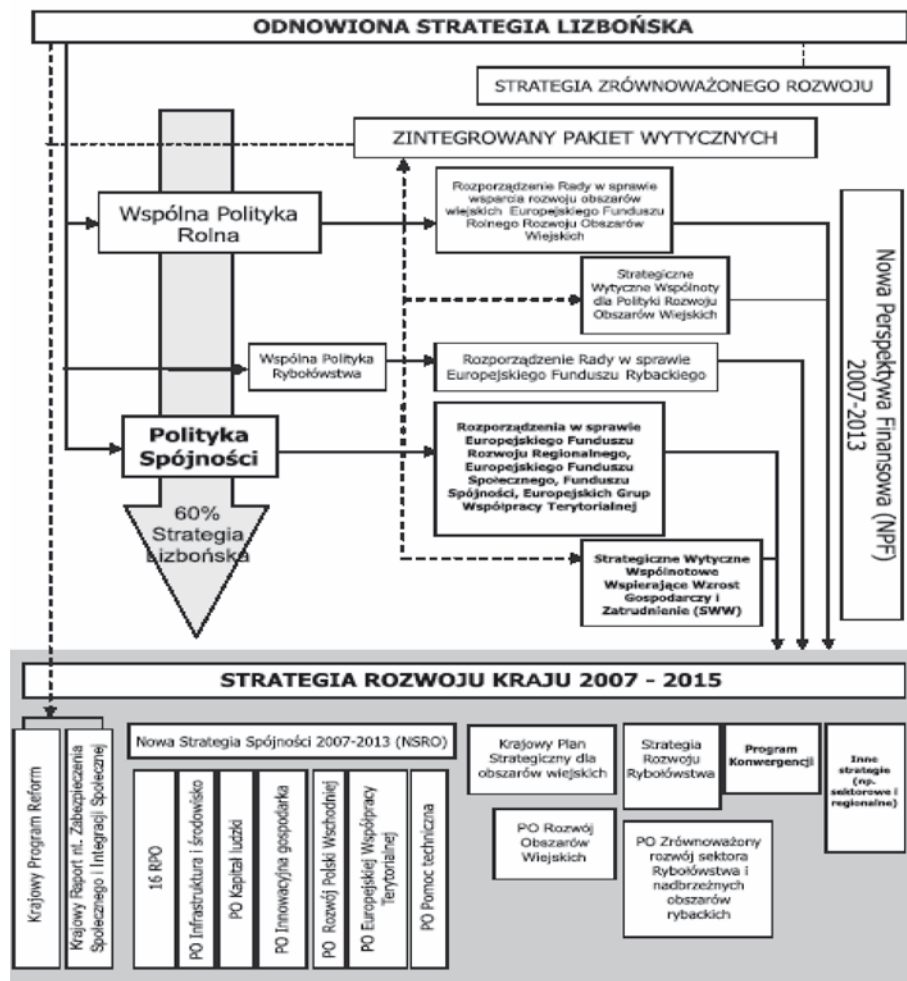 ODNOWIONA STRATEGIA LIZBOŃSKA
STRATEGIA ZRÓWNOWAŻONEGO ROZWOJU
ZINTEGROWANY PAKIET WYTYCZNYCH
Wspólna Polityka
Rolna
Rozporządzenie Rady w sprawie
wsparcia rozwoju obszarów
wiejskich Europejskiego Funduszu
Rolnego Rozwoju Obszarów
Wiejskich
Strategiczne
Wytyczne Wspólnoty
dla Polityki Rozwoju
Obszarów Wiejskich
Wspólna Polityka
Rybołówstwa
Rozporządzenie Rady w sprawie
Europejskiego Funduszu Rybackiego
Polityka
Spójności
Rozporządzenia w sprawie
Europejskiego Funduszu
Rozwoju Regionalnego,
Europejskiego Funduszu
Społecznego, Funduszu
Spójności, Europejskich Grup
Współpracy Terytorialnej
60%
Strategia
Lizbońska
Strategiczne Wytyczne
Wspólnotowe
Wspierające Wzrost
Gospodarczy i
Zatrudnienie (SWW)
Nowa Perspektywa Finansowa (NPF)
2007-2013
STRATEGIA ROZWOJU KRAJU 2007 - 2015
Krajowy Program Reform
Krajowy Raport nt. Zabezpieczenia
Społecznego i Integracji Społecznej
Nowa Strategia Spójności 2007-2013 (NSRO)
16 RPO
PO Infrastruktura i środowisko
PO Kapitał ludzki
PO Innowacyjna gospodarka
PO Rozwój Polski Wschodniej
PO Europejskiej Współpracy
Terytorialnej
PO Pomoc techniczna
Krajowy Plan
Strategiczny dla
obszarów wiejskich
PO Rozwój
Obszarów
Wiejskich
Strategia
Rozwoju
Rybołówstwa
PO Zrównoważony
rozwój sektora
Rybołówstwa i
nadbrzeżnych
obszarów
rybackich
Program
Konwergencji
Inne
strategie
(np.
sektorowe i
regionalne)